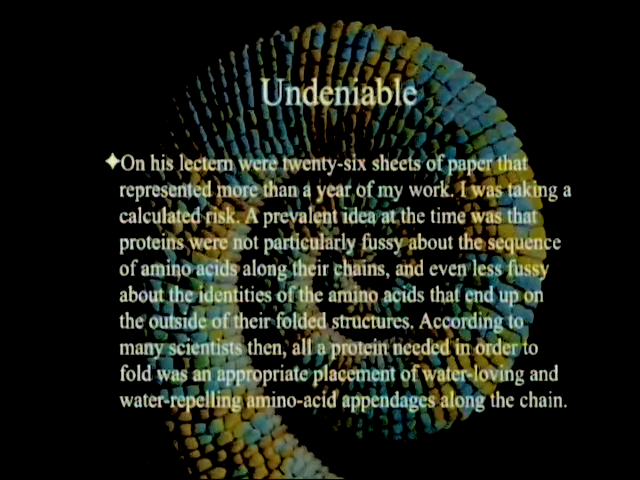 Undeniable
✦On his lectern were twenty-six sheets of paper that
represented more than a year of my work. I was taking a
calculated risk. A prevalent idea at the time was that
proteins were not particularly fussy about the sequence
of amino acids along their chains, and even less fussy
about the identities of the amino acids that end up on
the outside of their folded structures. According to
many scientists then, all a protein needed in order to
fold was an appropriate placement of water-loving and
water-repelling amino-acid appendages along the chain.